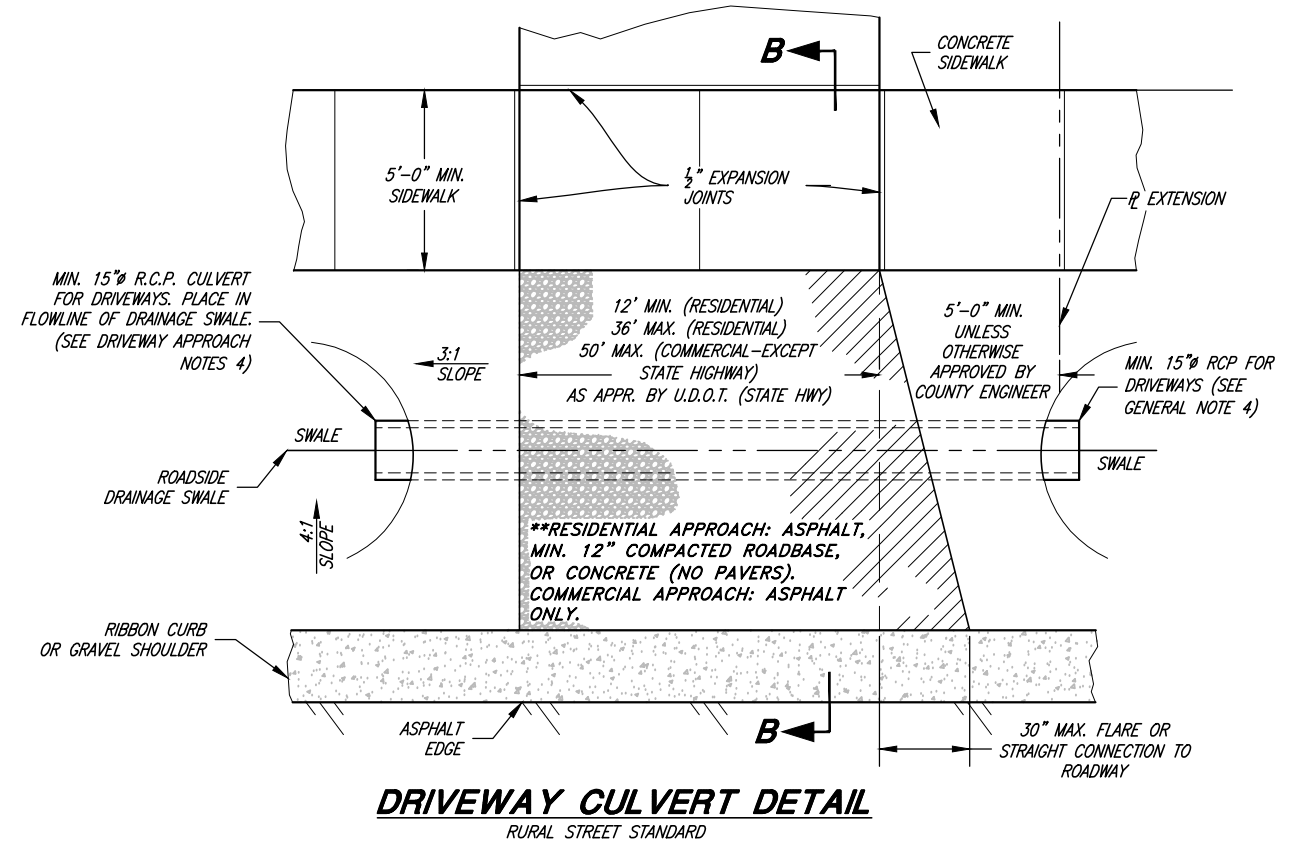 B
CONCRETE
SIDEWALK
5'-0" MIN.
SIDEWALK
1/2" EXPANSION
JOINTS
PL EXTENSION
MIN. 15"ø R.C.P. CULVERT
FOR DRIVEWAYS. PLACE IN
FLOWLINE OF DRAINAGE SWALE.
(SEE DRIVEWAY APPROACH
NOTES 4)
3:1
SLOPE
12' MIN. (RESIDENTIAL)
36' MAX. (RESIDENTIAL)
50' MAX. (COMMERCIAL-EXCEPT
STATE HIGHWAY)
AS APPR. BY U.D.O.T. (STATE HWY)
5'-0" MIN.
UNLESS
OTHERWISE
APPROVED BY
COUNTY ENGINEER
MIN. 15"ø RCP FOR
DRIVEWAYS (SEE
GENERAL NOTE 4)
SWALE
SWALE
ROADSIDE
DRAINAGE SWALE
4:1
SLOPE
**RESIDENTIAL APPROACH: ASPHALT,
MIN. 12" COMPACTED ROADBASE,
OR CONCRETE (NO PAVERS).
COMMERCIAL APPROACH: ASPHALT
ONLY.
RIBBON CURB
OR GRAVEL SHOULDER
ASPHALT
EDGE
B
30" MAX. FLARE OR
STRAIGHT CONNECTION TO
ROADWAY
DRIVEWAY CULVERT DETAIL
RURAL STREET STANDARD